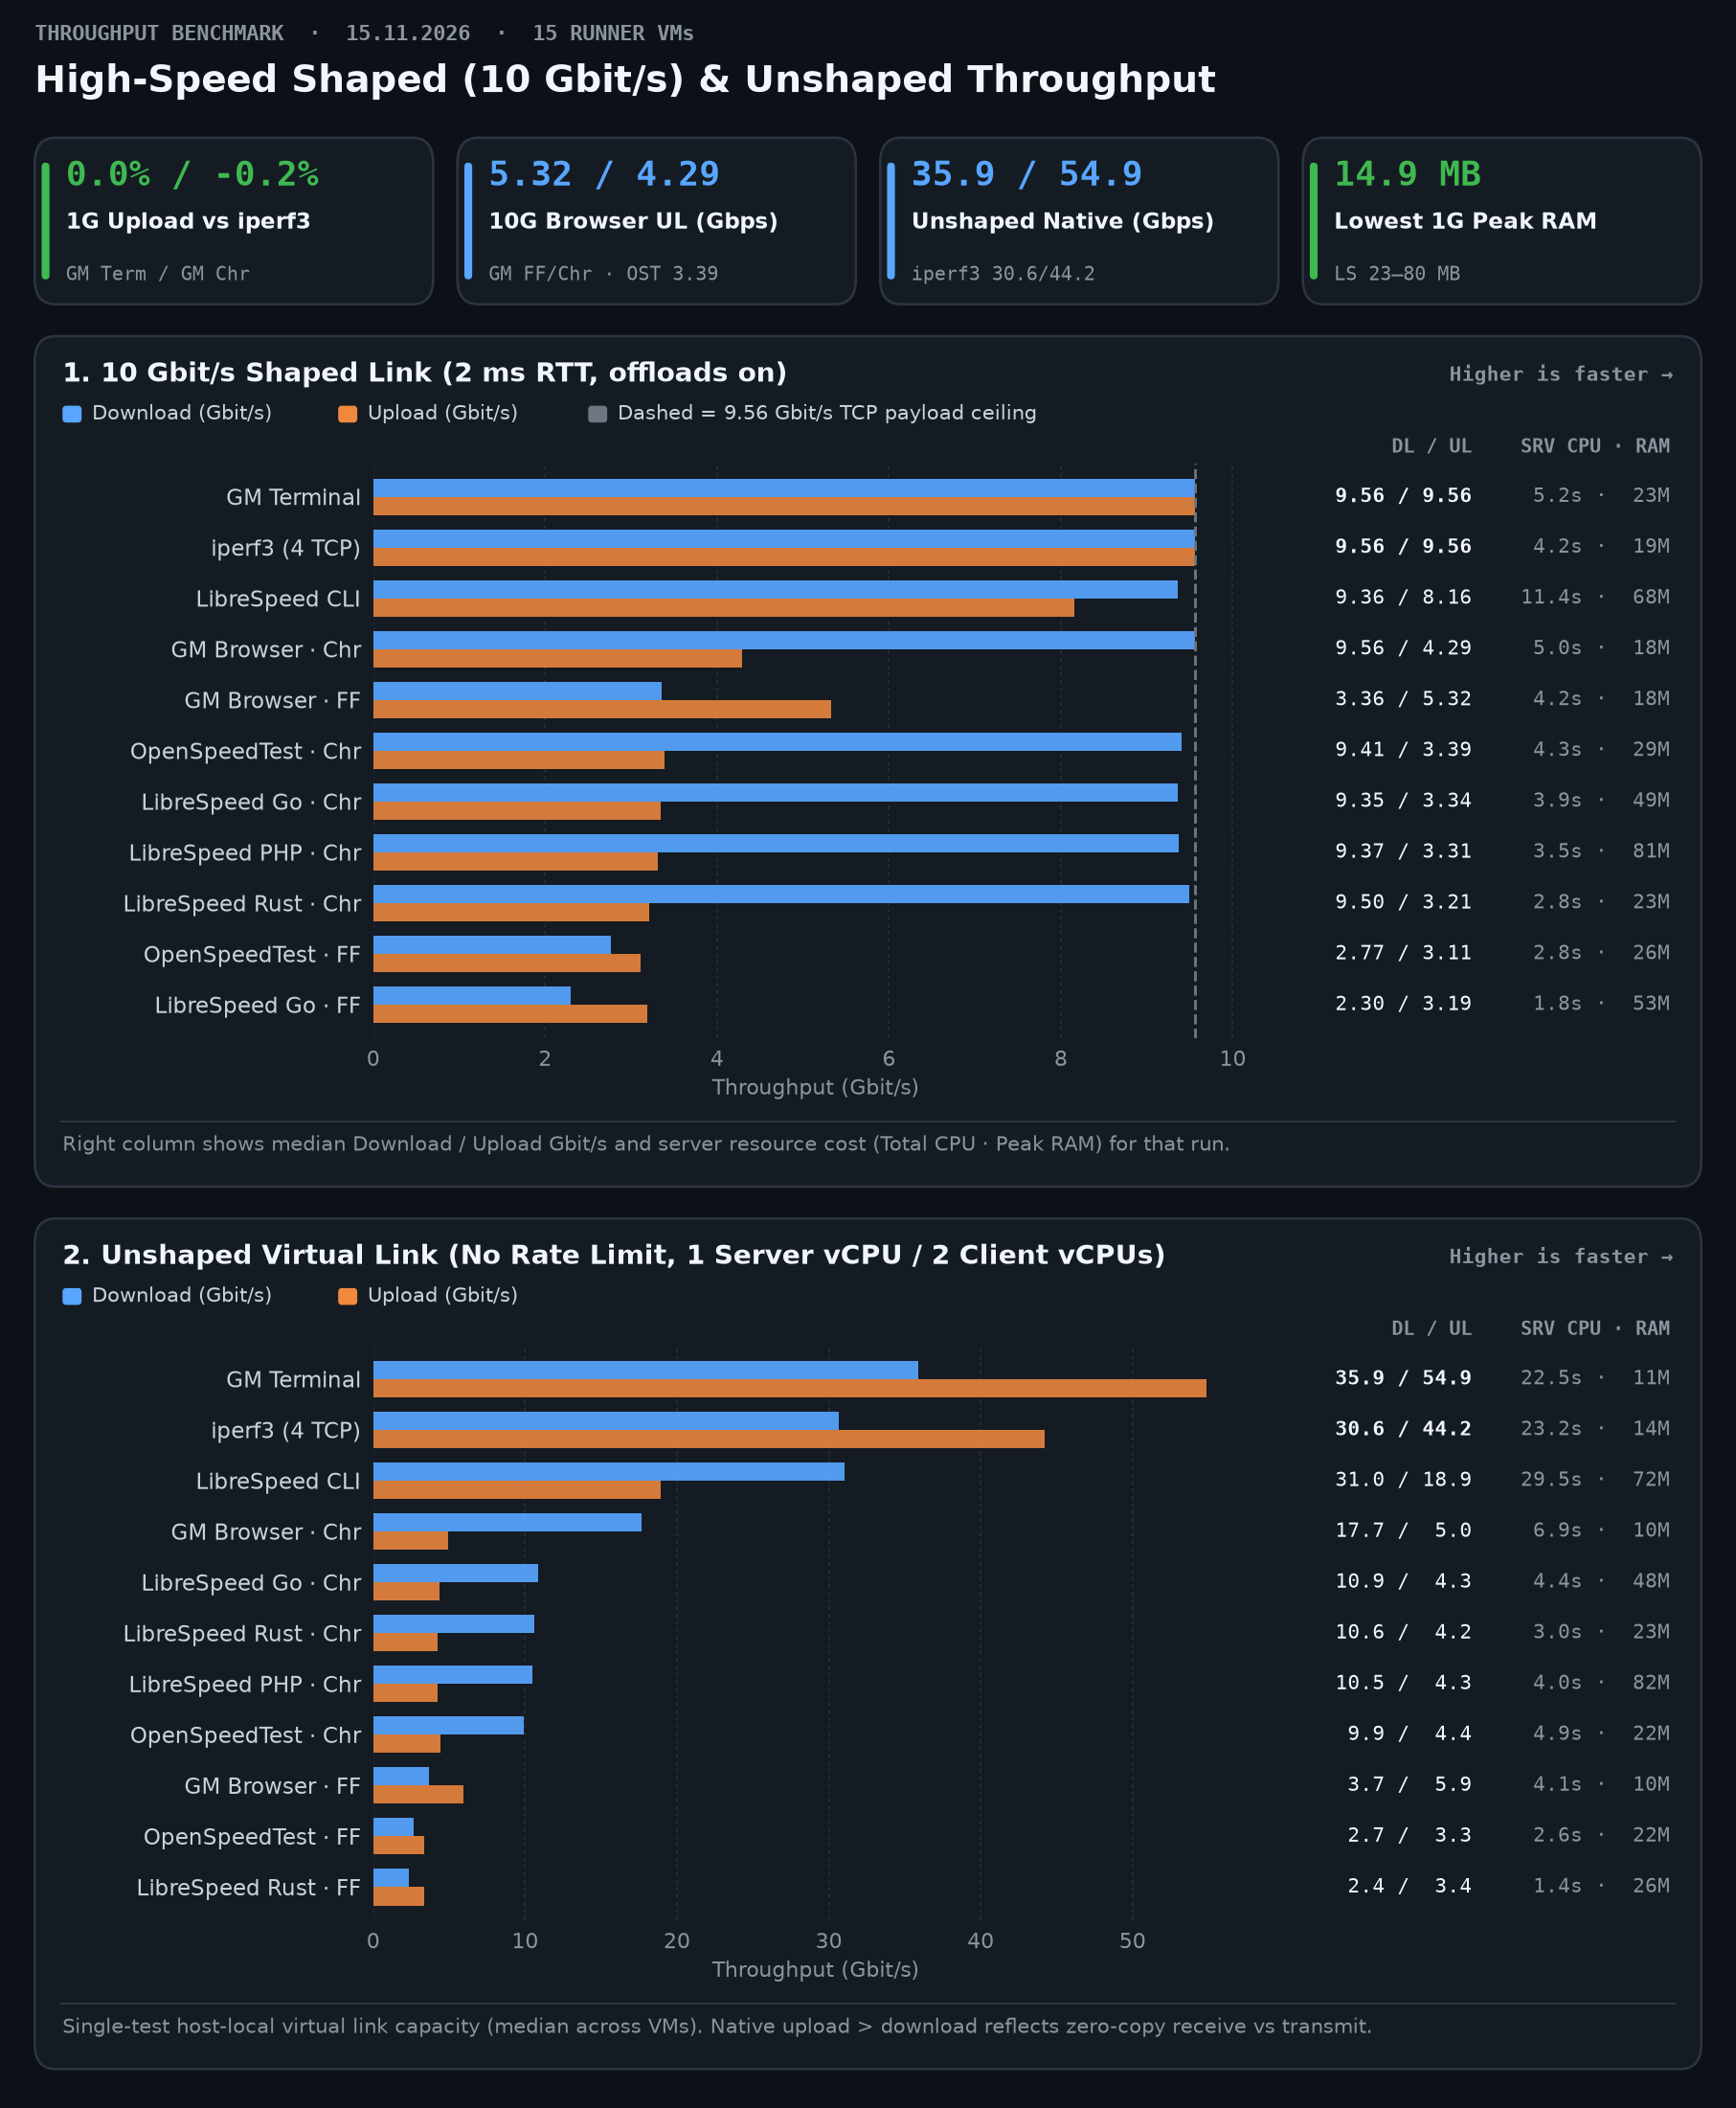 THROUGHPUT BENCHMARK · 15.11.2026 · 15 RUNNER VMs
High-Speed Shaped (10 Gbit/s) & Unshaped Throughput
0.0% / -0.2%
1G Upload vs iperf3
GM Term / GM Chr
5.32 / 4.29
10G Browser UL (Gbps)
GM FF/Chr · OST 3.39
35.9 / 54.9
Unshaped Native (Gbps)
iperf3 30.6/44.2
14.9 MB
Lowest 1G Peak RAM
LS 23–80 MB
1. 10 Gbit/s Shaped Link (2 ms RTT, offloads on)
Higher is faster →
Download (Gbit/s) Upload (Gbit/s) Dashed = 9.56 Gbit/s TCP payload ceiling
DL / UL SRV CPU · RAM
GM Terminal 9.56 / 9.56 5.2s · 23M
iperf3 (4 TCP) 9.56 / 9.56 4.2s · 19M
LibreSpeed CLI 9.36 / 8.16 11.4s · 68M
GM Browser · Chr 9.56 / 4.29 5.0s · 18M
GM Browser · FF 3.36 / 5.32 4.2s · 18M
OpenSpeedTest · Chr 9.41 / 3.39 4.3s · 29M
LibreSpeed Go · Chr 9.35 / 3.34 3.9s · 49M
LibreSpeed PHP · Chr 9.37 / 3.31 3.5s · 81M
LibreSpeed Rust · Chr 9.50 / 3.21 2.8s · 23M
OpenSpeedTest · FF 2.77 / 3.11 2.8s · 26M
LibreSpeed Go · FF 2.30 / 3.19 1.8s · 53M
0 2 4 6 8 10
Throughput (Gbit/s)
Right column shows median Download / Upload Gbit/s and server resource cost (Total CPU · Peak RAM) for that run.
2. Unshaped Virtual Link (No Rate Limit, 1 Server vCPU / 2 Client vCPUs)
Higher is faster →
Download (Gbit/s) Upload (Gbit/s)
DL / UL SRV CPU · RAM
GM Terminal 35.9 / 54.9 22.5s · 11M
iperf3 (4 TCP) 30.6 / 44.2 23.2s · 14M
LibreSpeed CLI 31.0 / 18.9 29.5s · 72M
GM Browser · Chr 17.7 / 5.0 6.9s · 10M
LibreSpeed Go · Chr 10.9 / 4.3 4.4s · 48M
LibreSpeed Rust · Chr 10.6 / 4.2 3.0s · 23M
LibreSpeed PHP · Chr 10.5 / 4.3 4.0s · 82M
OpenSpeedTest · Chr 9.9 / 4.4 4.9s · 22M
GM Browser · FF 3.7 / 5.9 4.1s · 10M
OpenSpeedTest · FF 2.7 / 3.3 2.6s · 22M
LibreSpeed Rust · FF 2.4 / 3.4 1.4s · 26M
0 10 20 30 40 50
Throughput (Gbit/s)
Single-test host-local virtual link capacity (median across VMs). Native upload > download reflects zero-copy receive vs transmit.